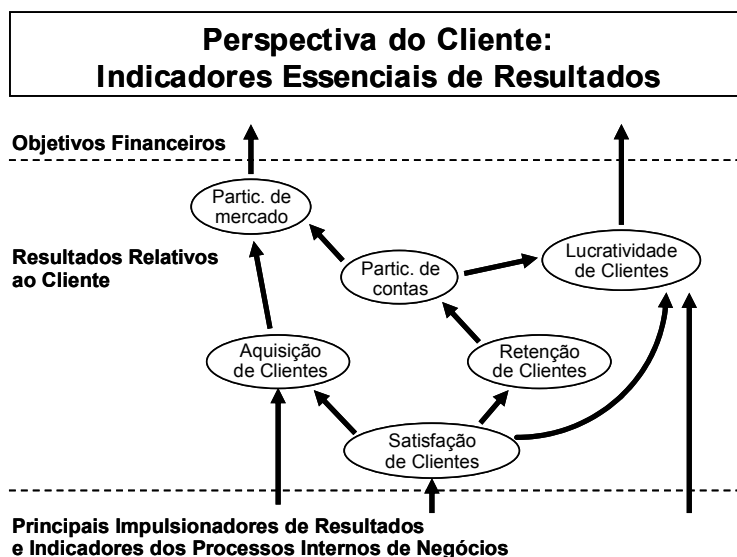 Perspectiva do Cliente:
Indicadores Essenciais de Resultados
Objetivos Financeiros
Partic. de
mercado
Resultados Relativos
ao Cliente
Partic. de
contas
Lucratividade
de Clientes
Aquisição
de Clientes
Retenção
de Clientes
Satisfação
de Clientes
Principais Impulsionadores de Resultados
e Indicadores dos Processos Internos de Negócios